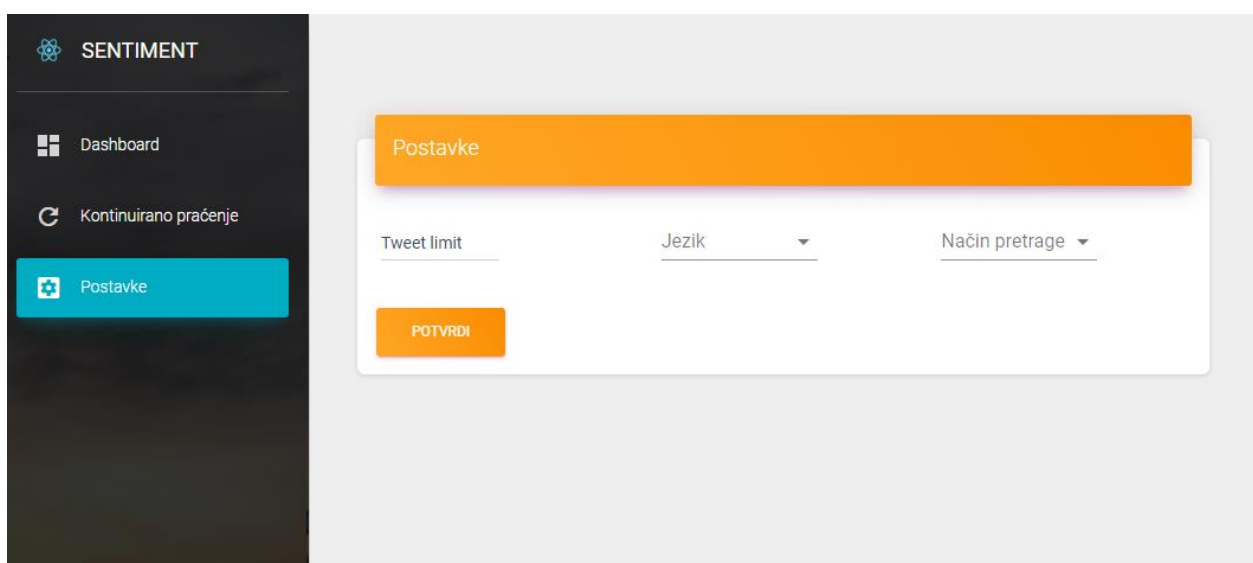 SENTIMENT
Dashboard
Kontinuirano praćenje
Postavke
Postavke
Tweet limit
Jezik
Način pretrage
POTVRDI